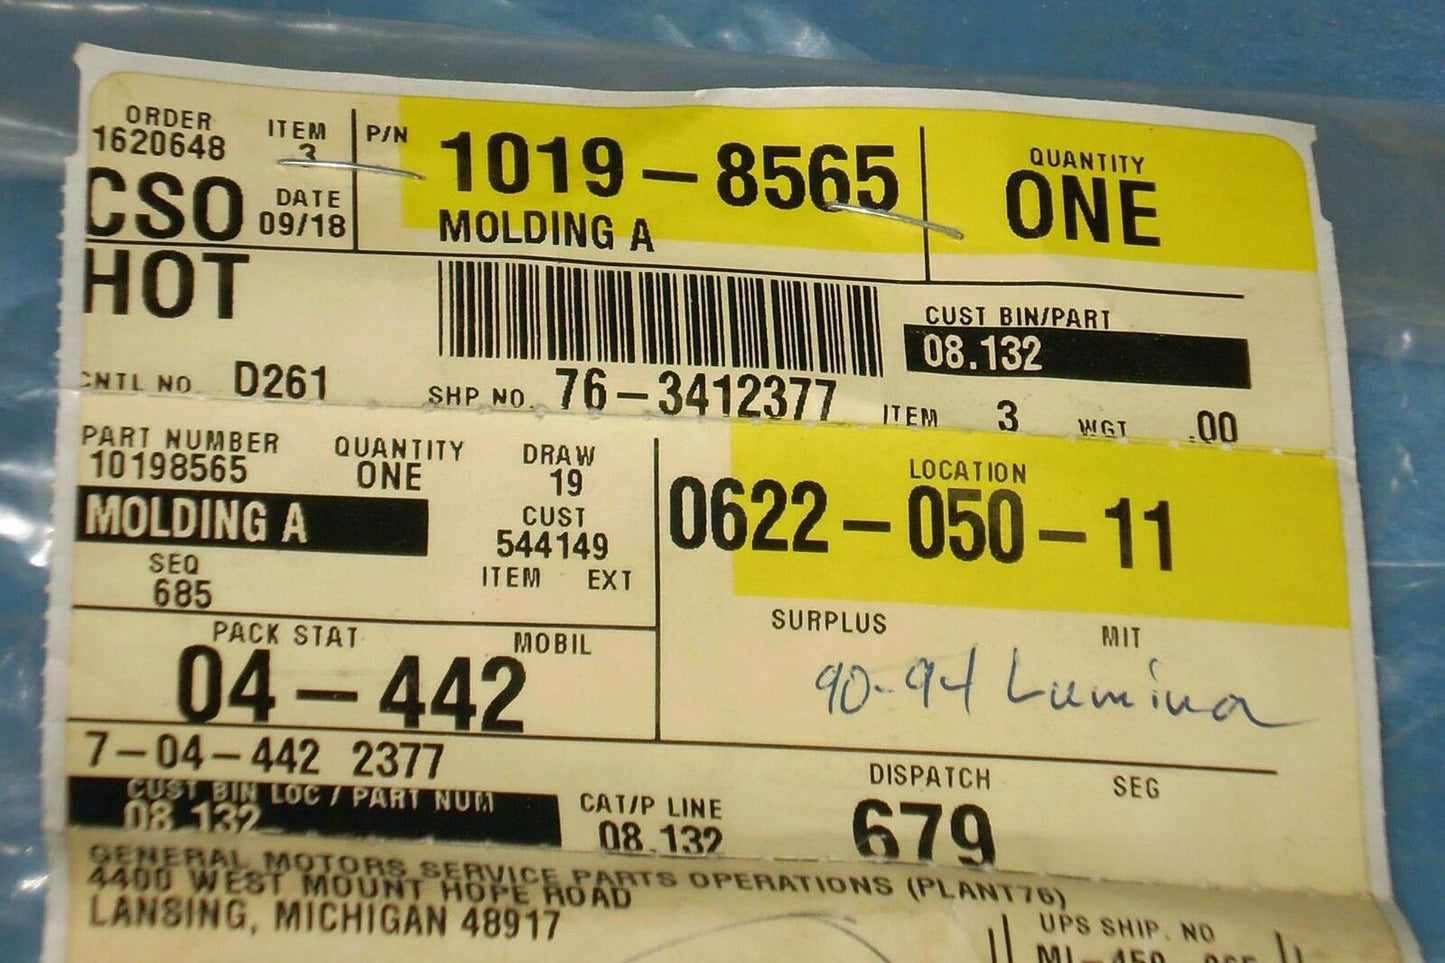 ORDER ITEM P/N 1019-8565 QUANTITY
1620648 3 ONE
CSO DATE MOLDING A
09/18
HOT
CUST BIN/PART
08.132
CNTL NO. D261 SHP NO. 76-3412377 ITEM 3 WGT .00
PART NUMBER QUANTITY DRAW LOCATION
10198565 ONE 19
MOLDING A CUST 0622-050-11
544149
SEQ ITEM EXT
685
SURPLUS MIT
PACK STAT MOBIL
04-442 90-94 Lumina
7-04-442 2377
DISPATCH SEG
CUST BIN LOC / PART NUM CAT/P LINE 679
08.132 08.132
GENERAL MOTORS SERVICE PARTS OPERATIONS (PLANT76)
4400 WEST MOUNT HOPE ROAD
LANSING, MICHIGAN 48917
UPS SHIP. NO